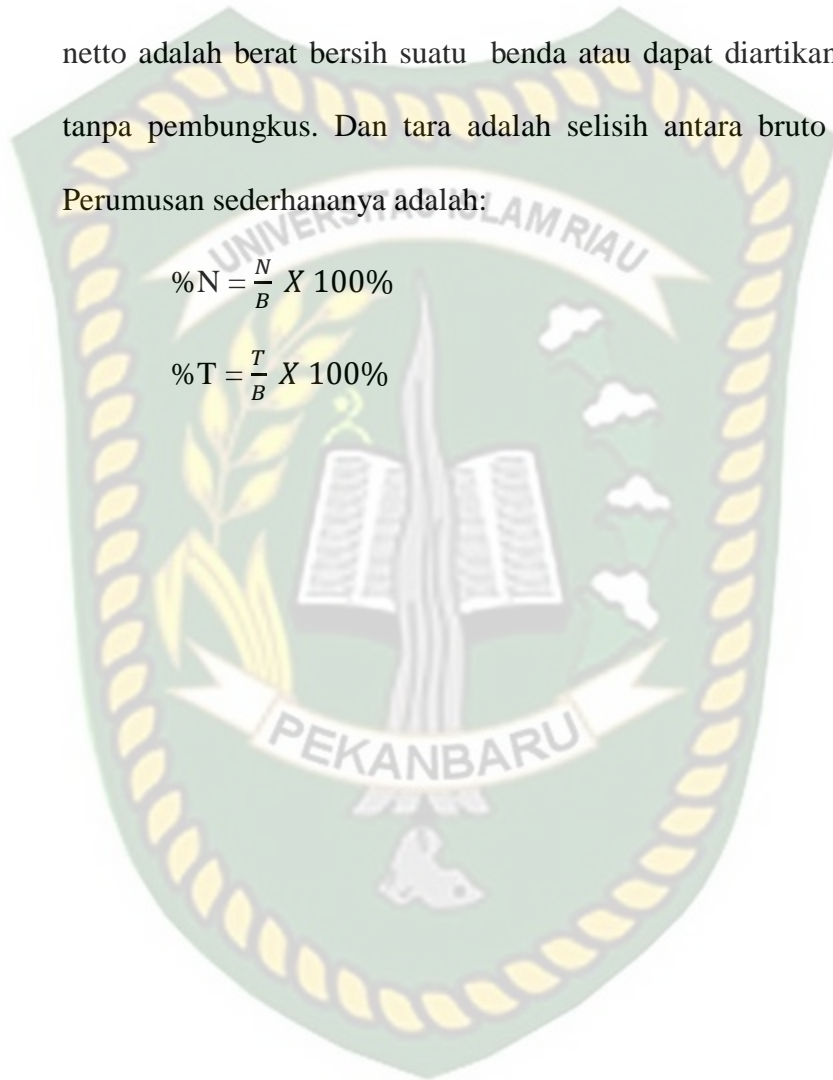 netto adalah berat bersih suatu benda atau dapat diartikan
tanpa pembungkus. Dan tara adalah selisih antara bruto
Perumusan sederhananya adalah:
UNIVERSITAS ISLAM RIAU
%N = N/B X 100%
%T = T/B X 100%
PEKANBARU